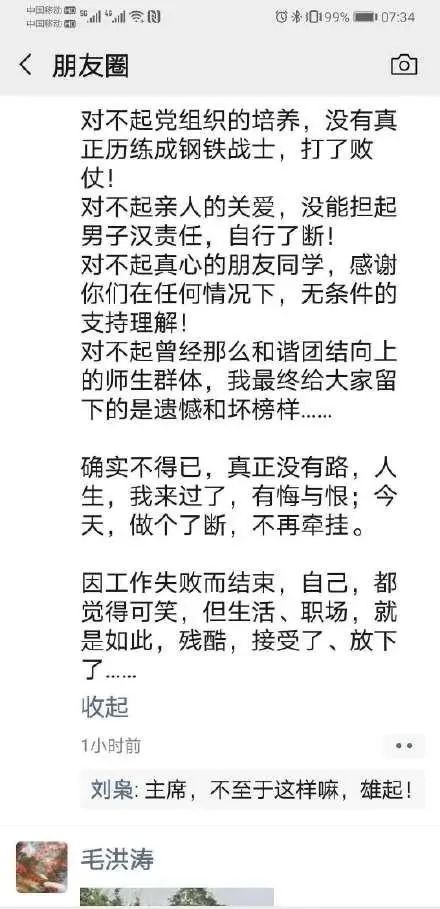 中国移动 HD 5G 4G 99% 07:34
中国移动 HD
朋友圈
对不起党组织的培养，没有真
正历练成钢铁战士，打了败
仗！
对不起亲人的关爱，没能担起
男子汉责任，自行了断！
对不起真心的朋友同学，感谢
你们在任何情况下，无条件的
支持理解！
对不起曾经那么和谐团结向上
的师生群体，我最终给大家留
下的是遗憾和坏榜样......
确实不得已，真正没有路，人
生，我来过了，有悔与恨；今
天，做个了断，不再牵挂。
因工作失败而结束，自己，都
觉得可笑，但生活、职场，就
是如此，残酷，接受了、放下
了......
收起
1小时前
刘枭: 主席，不至于这样嘛，雄起！
毛洪涛